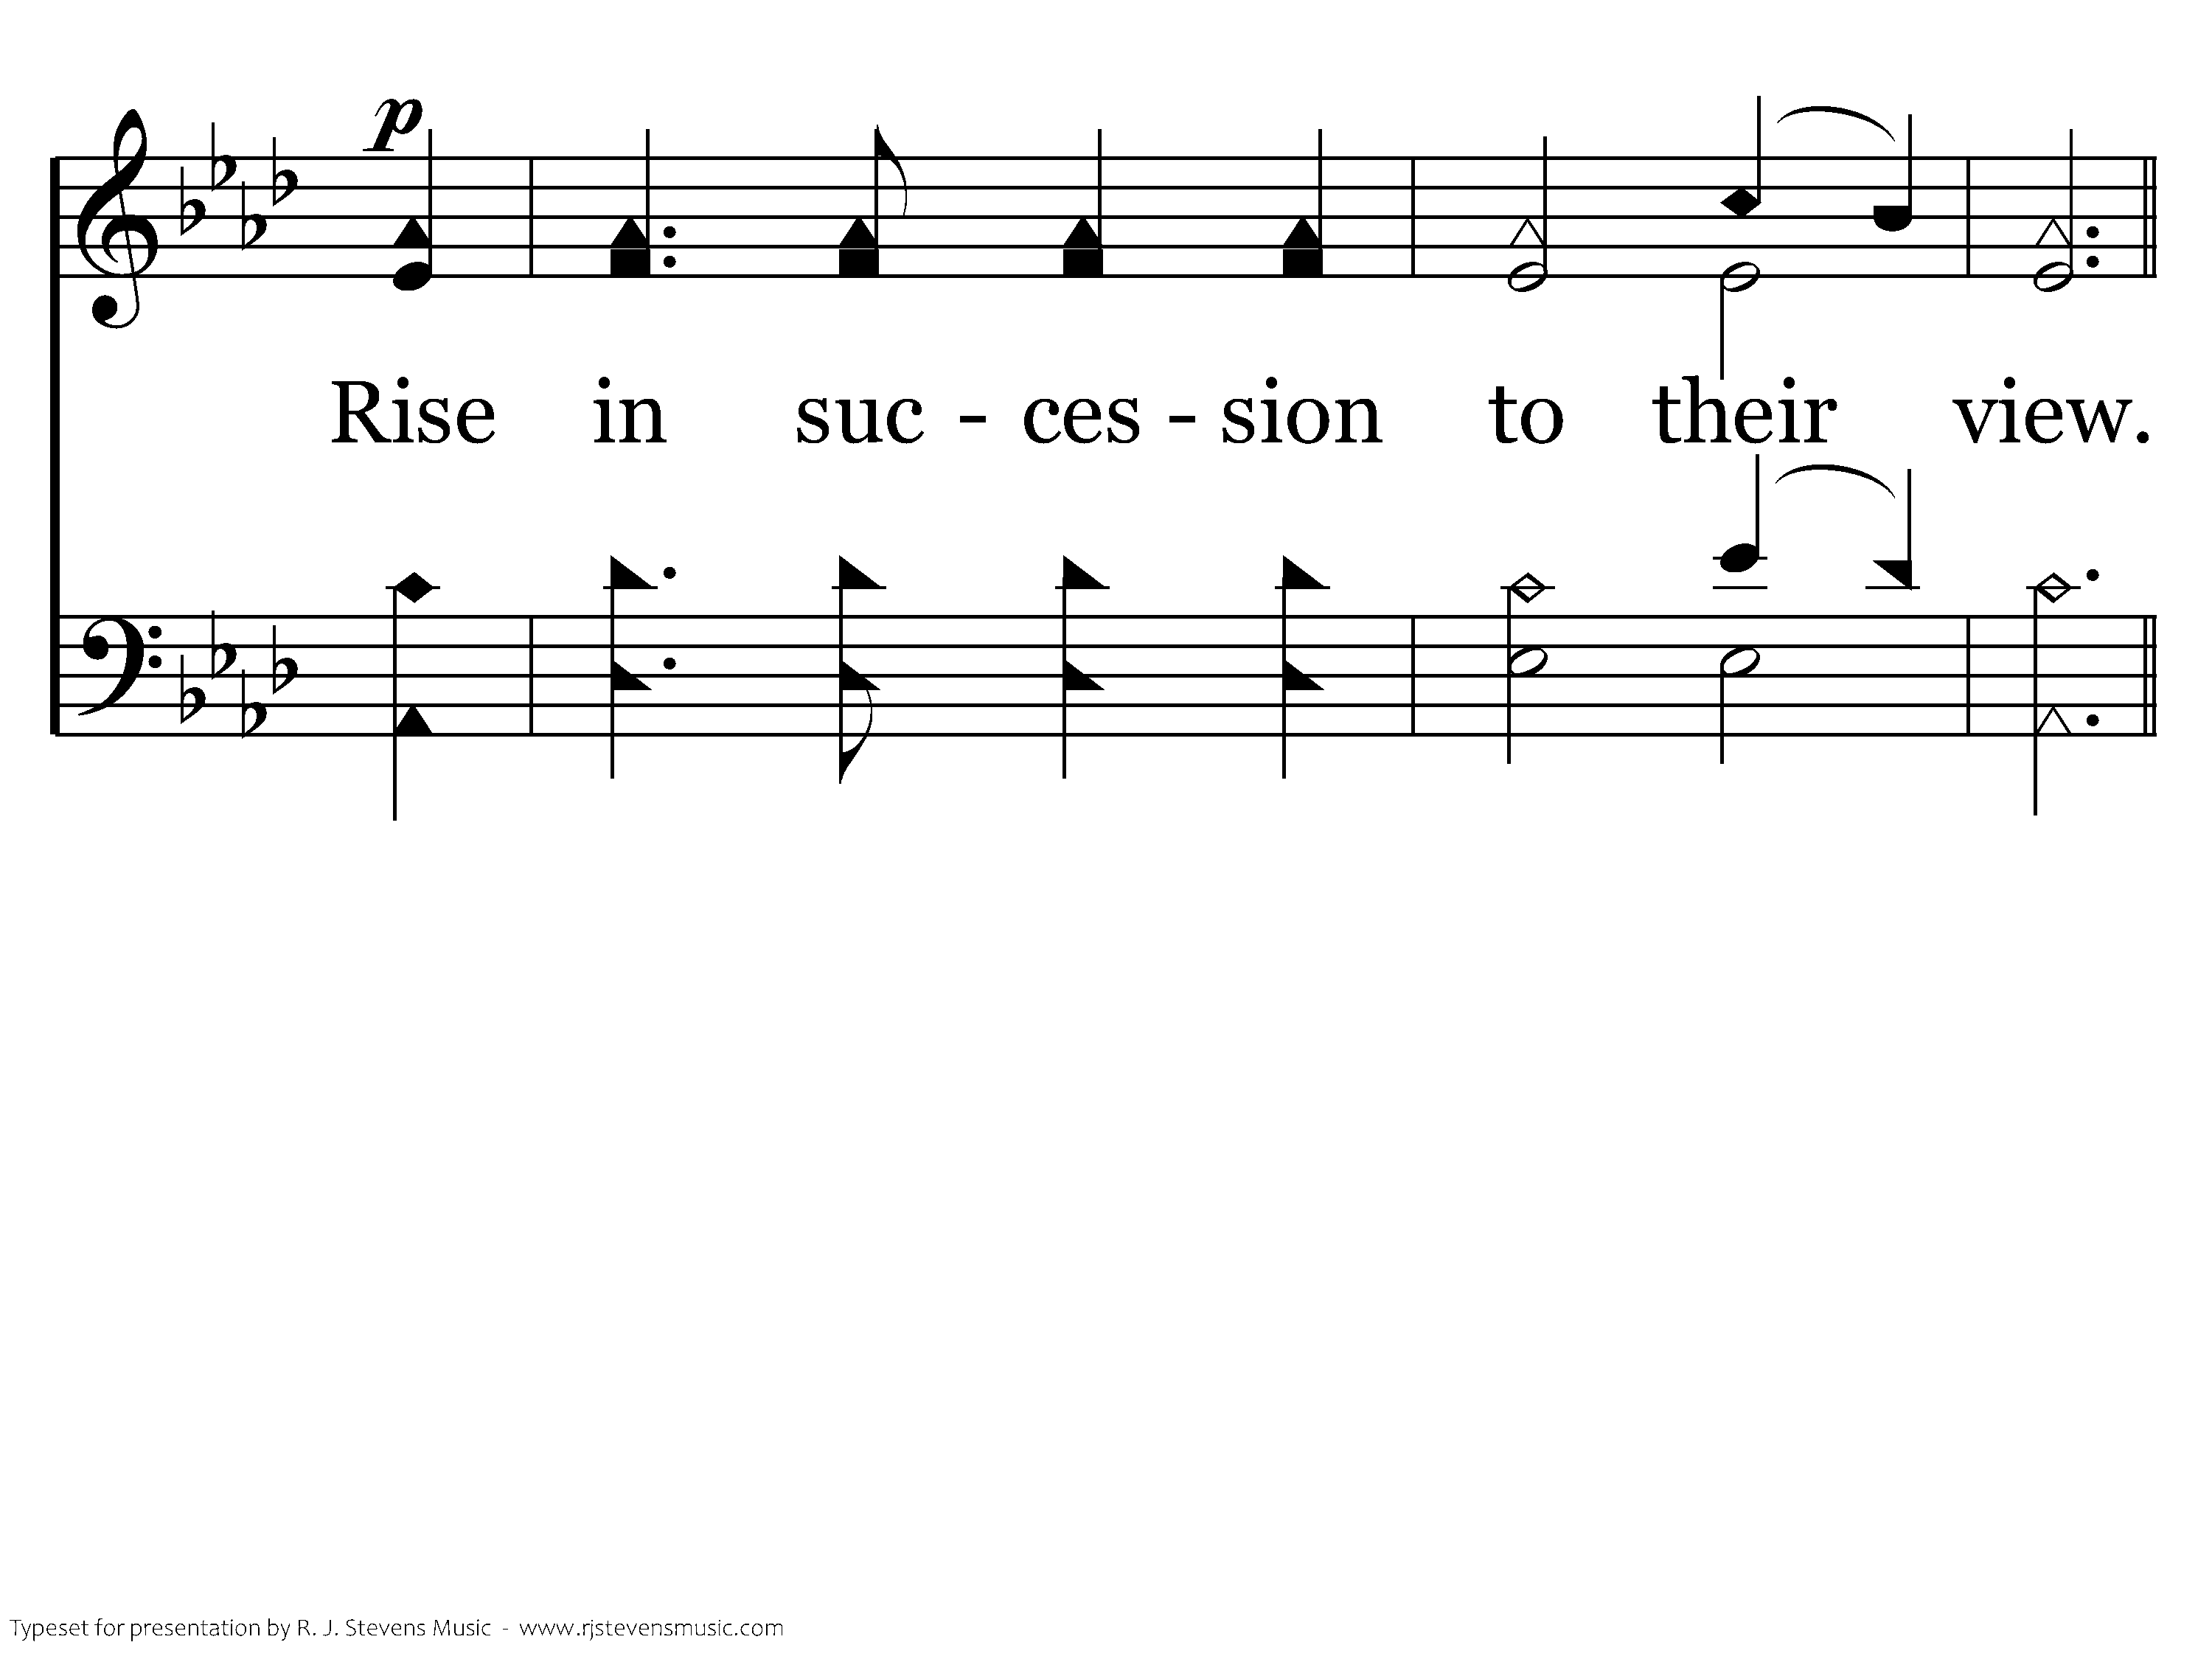 p
Rise in suc - ces - sion to their view.
Typeset for presentation by R. J. Stevens Music - www.rjstevensmusic.com